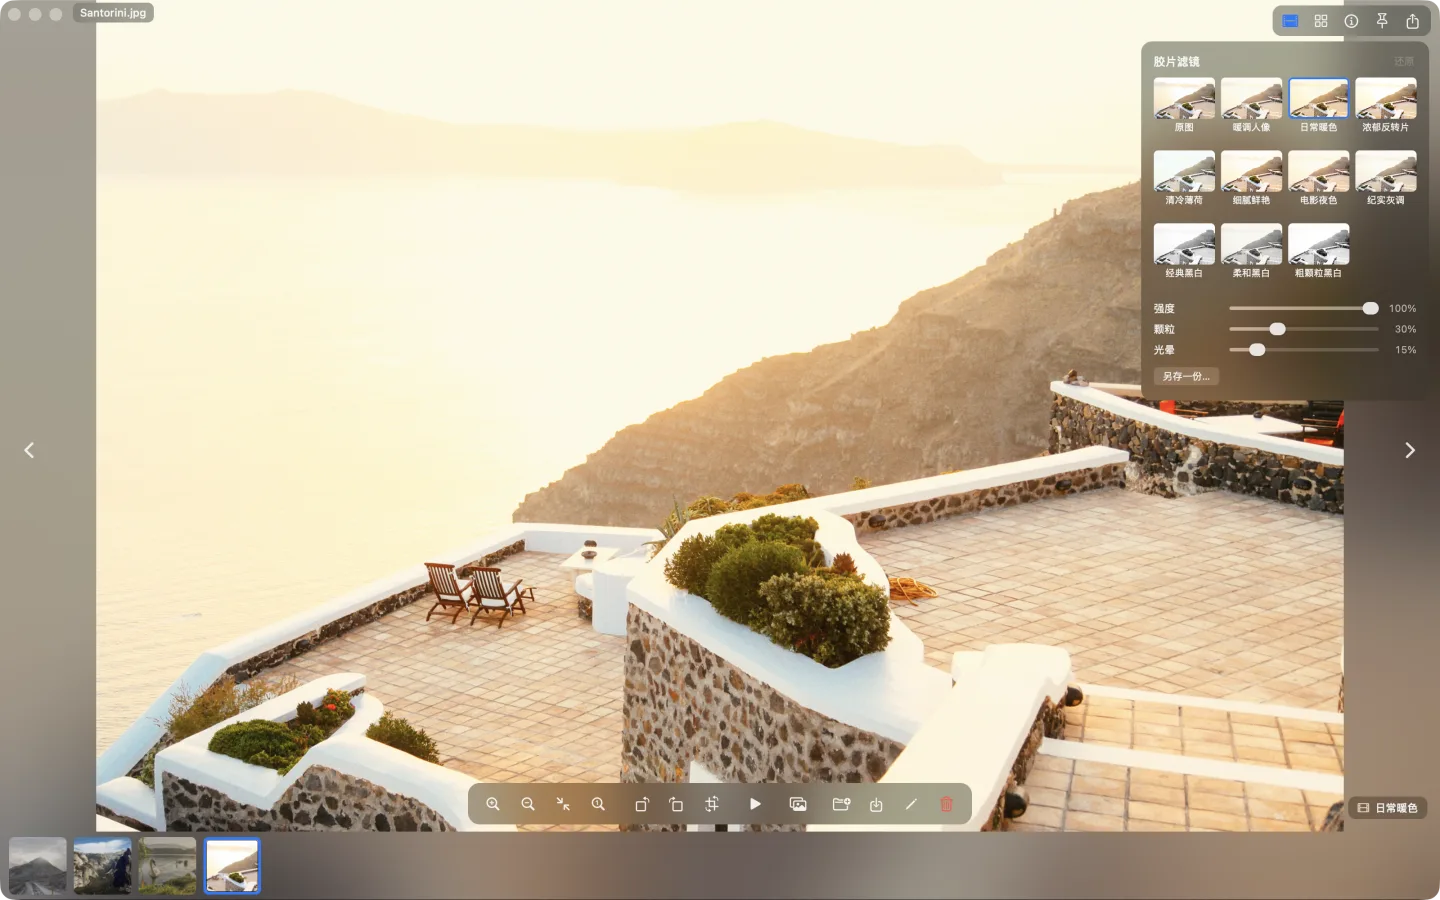 Santorini.jpg
胶片滤镜
还原
原图
暖调人像
日常暖色
浓郁反转片
清冷薄荷
细腻鲜艳
电影夜色
纪实灰调
经典黑白
柔和黑白
粗颗粒黑白
强度 100%
颗粒 30%
光晕 15%
另存一份...
日常暖色